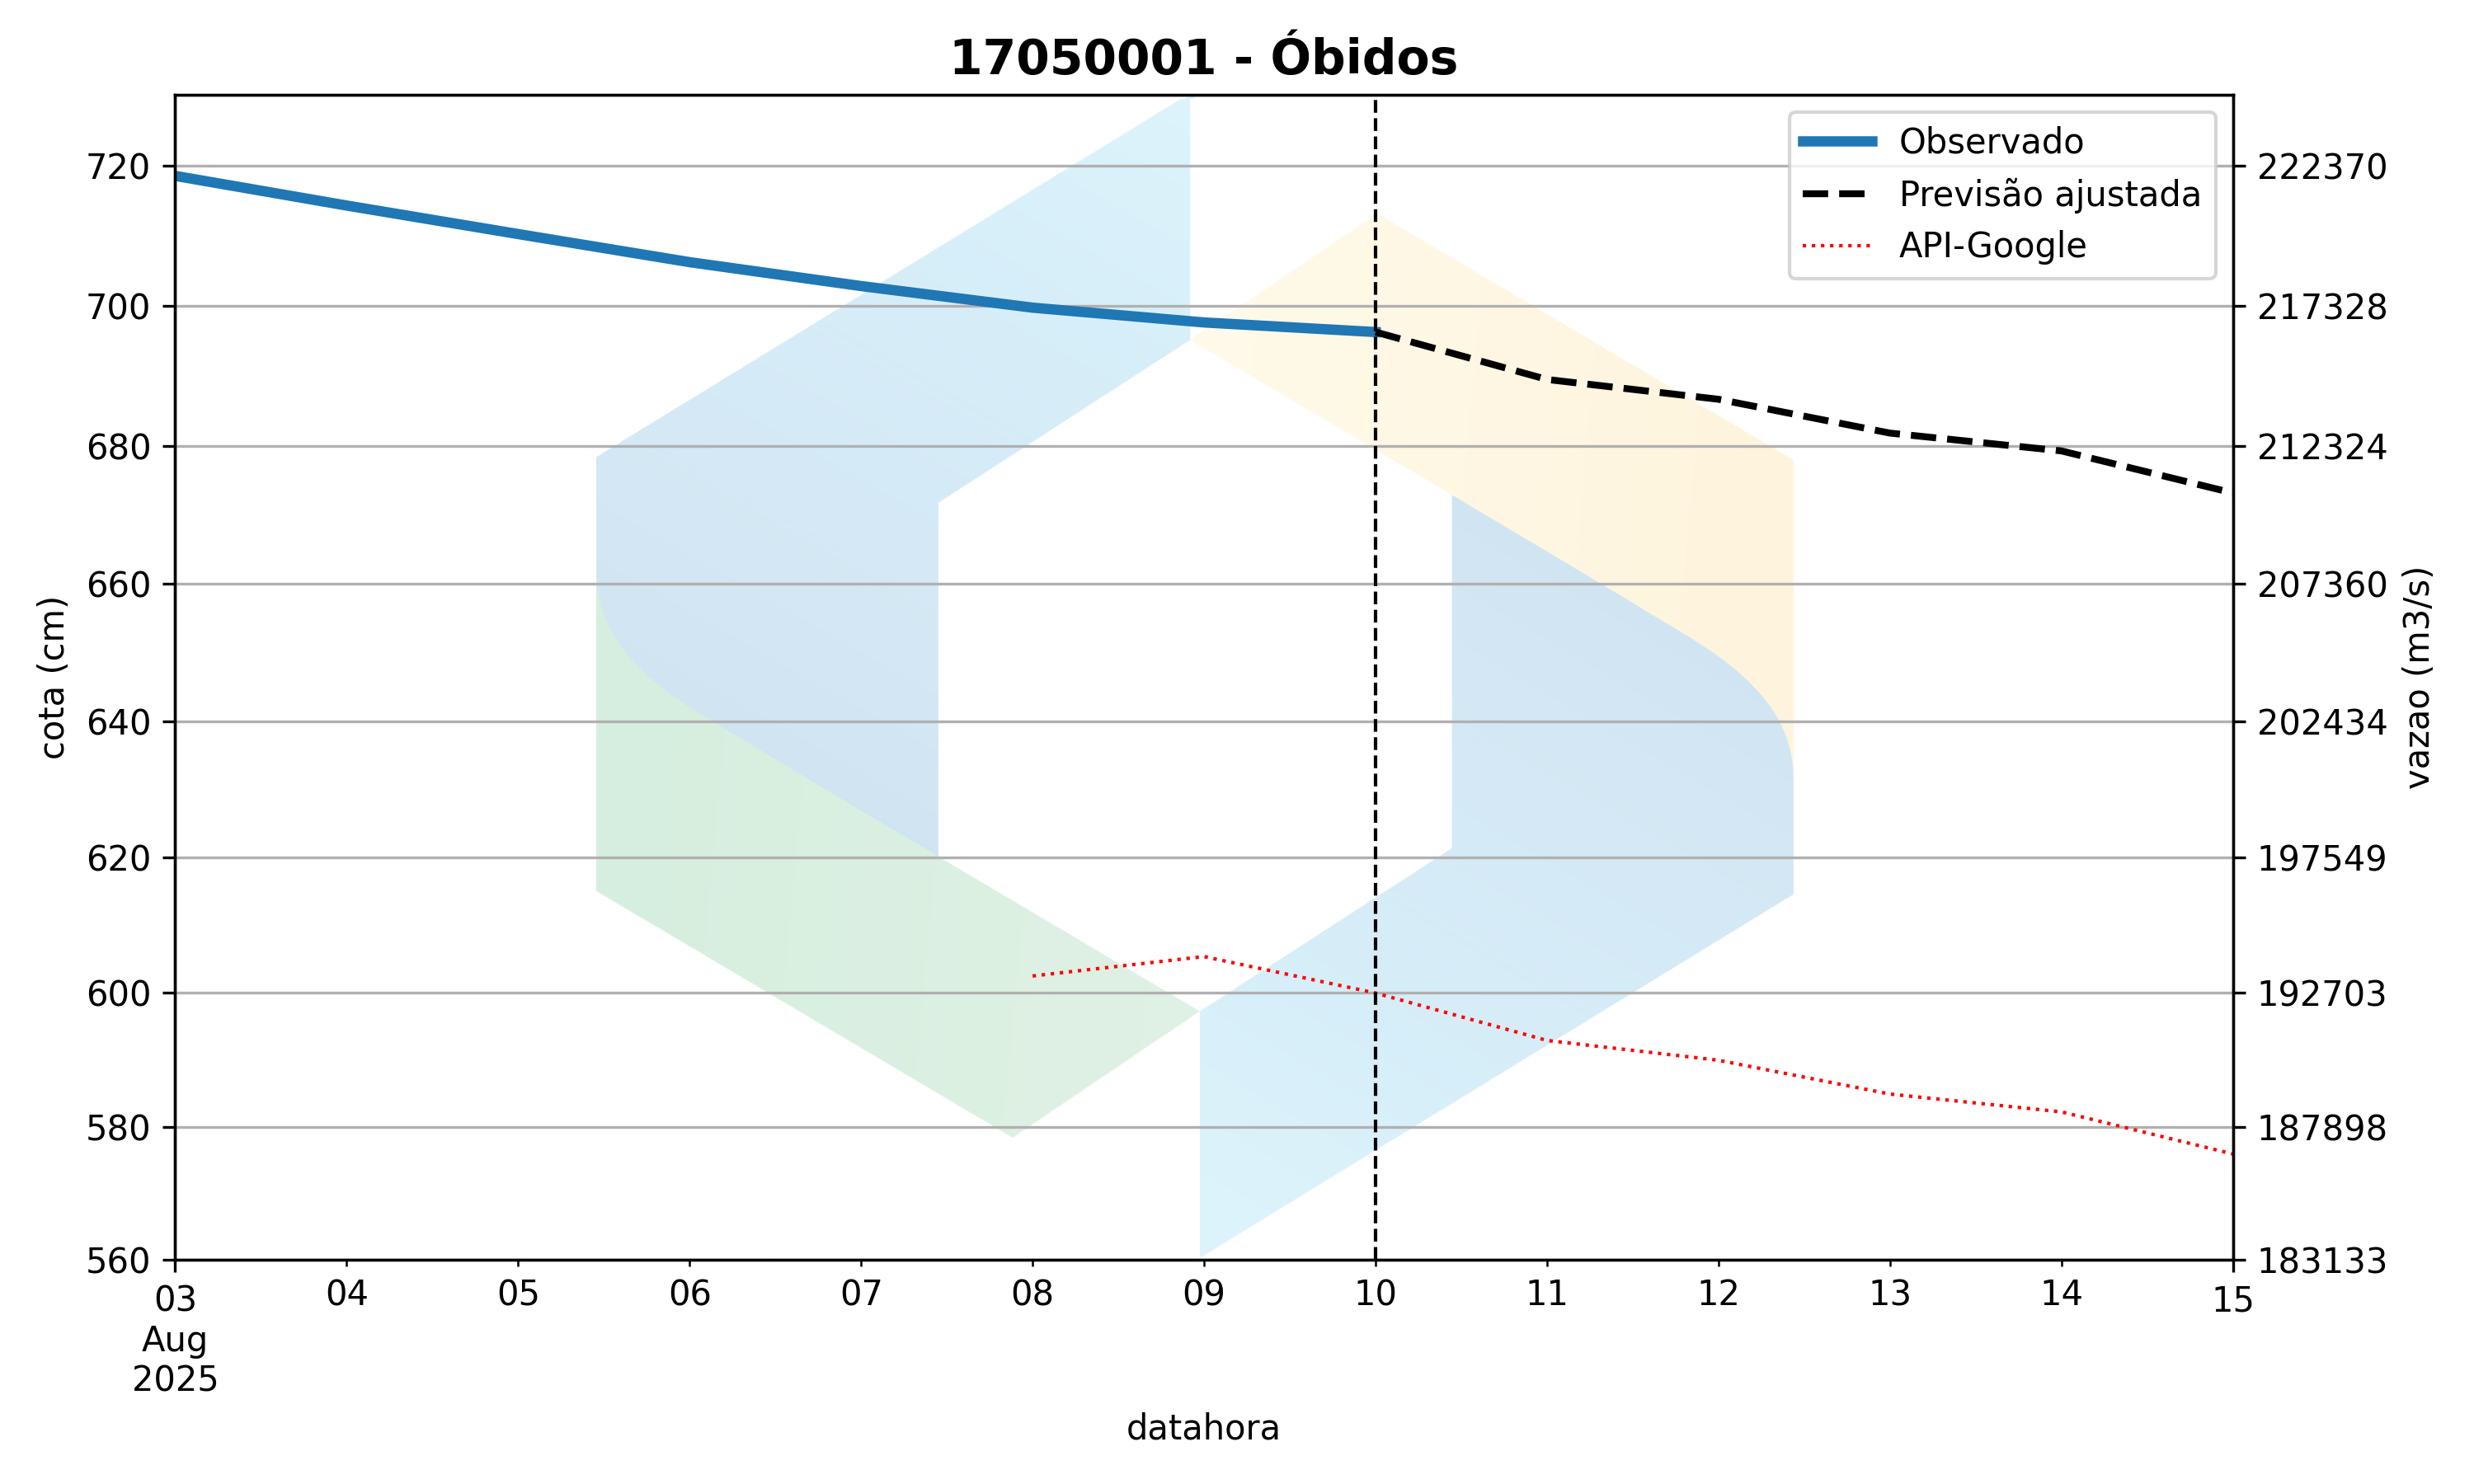 17050001 - Óbidos
Observado
Previsão ajustada
API-Google
720
700
680
660
640
620
600
580
560
cota (cm)
222370
217328
212324
207360
202434
197549
192703
187898
183133
vazao (m3/s)
03 04 05 06 07 08 09 10 11 12 13 14 15
Aug
2025
datahora